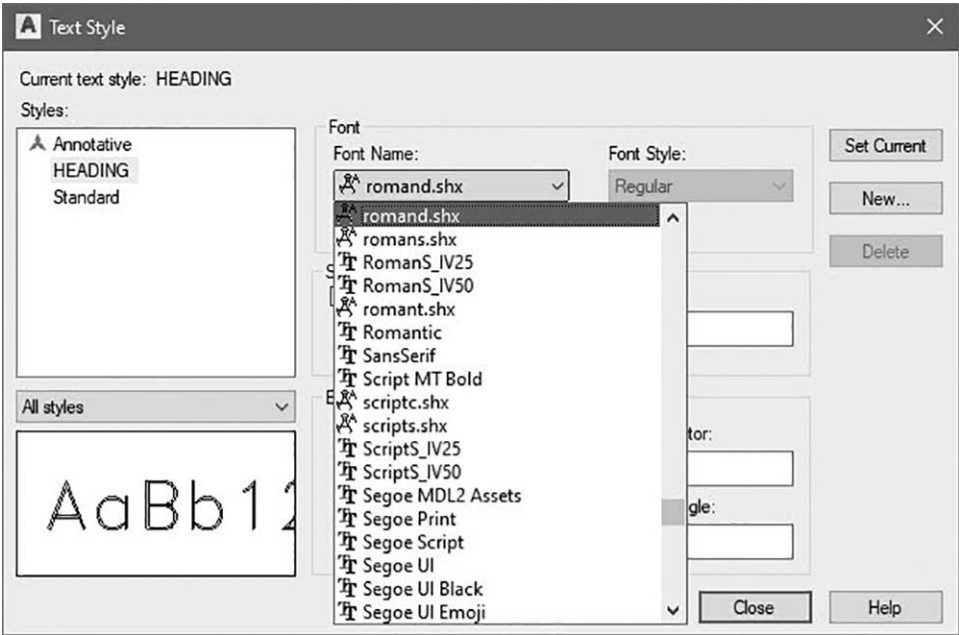 A Text Style
Current text style: HEADING
Styles:
Annotative
HEADING
Standard
All styles
AaBb12
Font
Font Name:
Font Style:
romand.shx
Regular
romand.shx
romans.shx
RomanS_IV25
RomanS_IV50
romant.shx
Romantic
SansSerif
Script MT Bold
scriptc.shx
scripts.shx
ScriptS_IV25
ScriptS_IV50
Segoe MDL2 Assets
Segoe Print
Segoe Script
Segoe UI
Segoe UI Black
Segoe UI Emoji
tor:
gle:
Set Current
New...
Delete
Close
Help